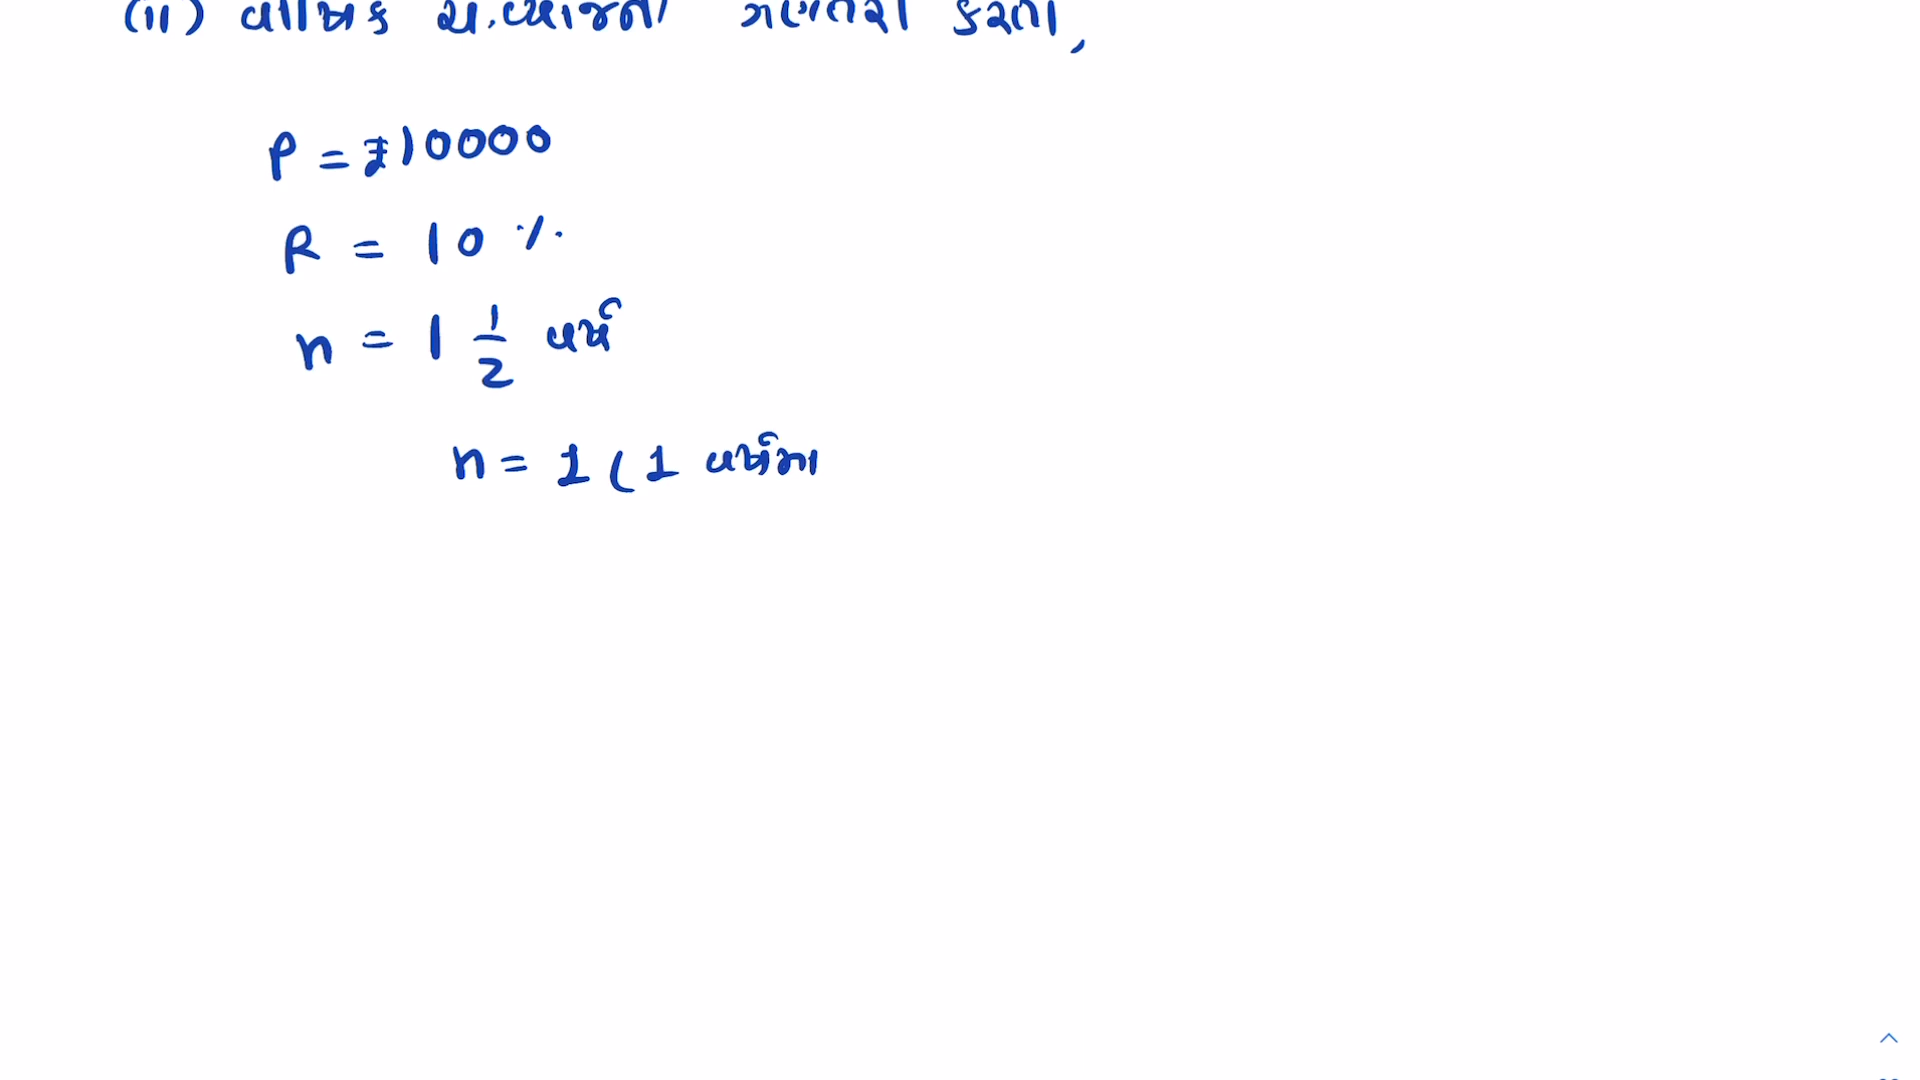 (ii) વાર્ષિક ચ.વ્યાજની ગણતરી કરતાં,
P = ₹10000
R = 10 %
n = 1 1/2 વર્ષ
n = 1 ( 1 વર્ષના